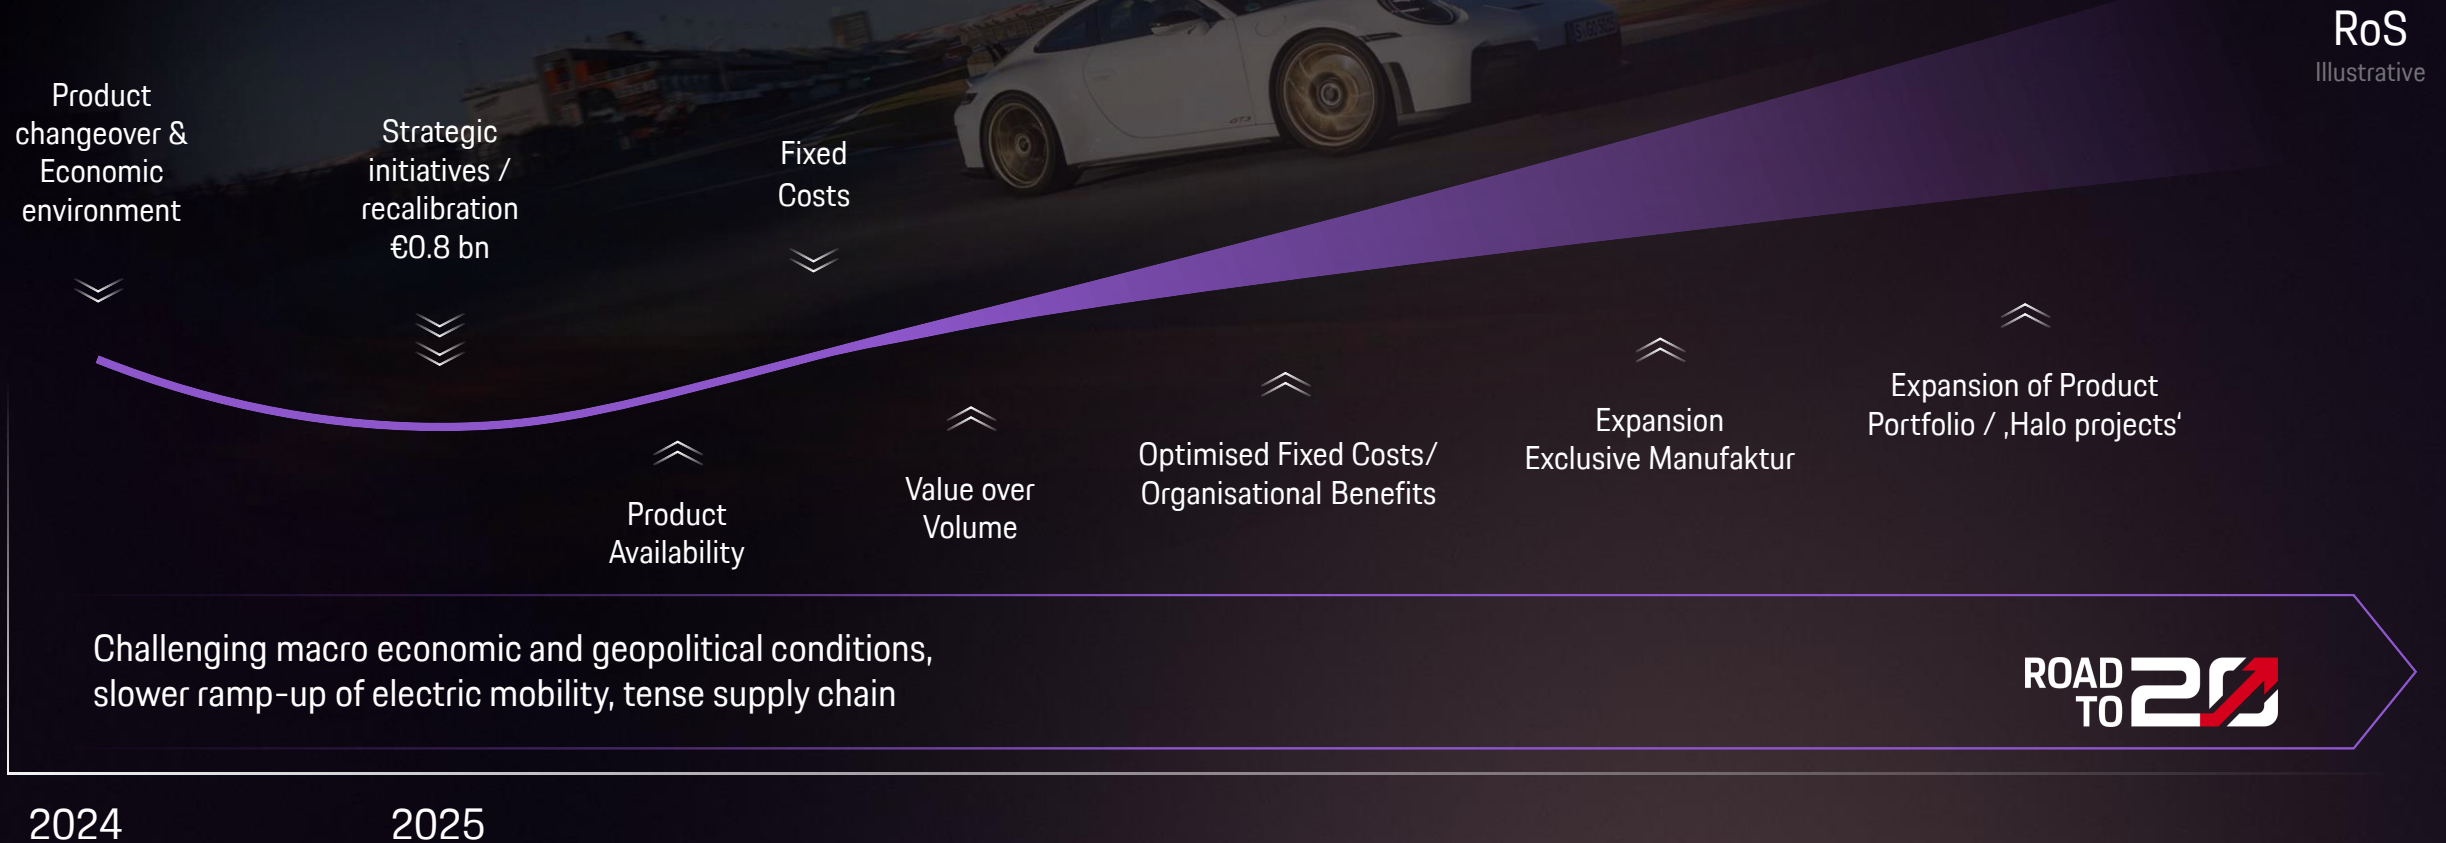 RoS
Illustrative
Product
changeover &
Economic
environment
Strategic
initiatives /
recalibration
€0.8 bn
Fixed
Costs
Product
Availability
Value over
Volume
Optimised Fixed Costs/
Organisational Benefits
Expansion
Exclusive Manufaktur
Expansion of Product
Portfolio / ‚Halo projects‘
Challenging macro economic and geopolitical conditions,
slower ramp-up of electric mobility, tense supply chain
ROAD
TO 20
2024
2025